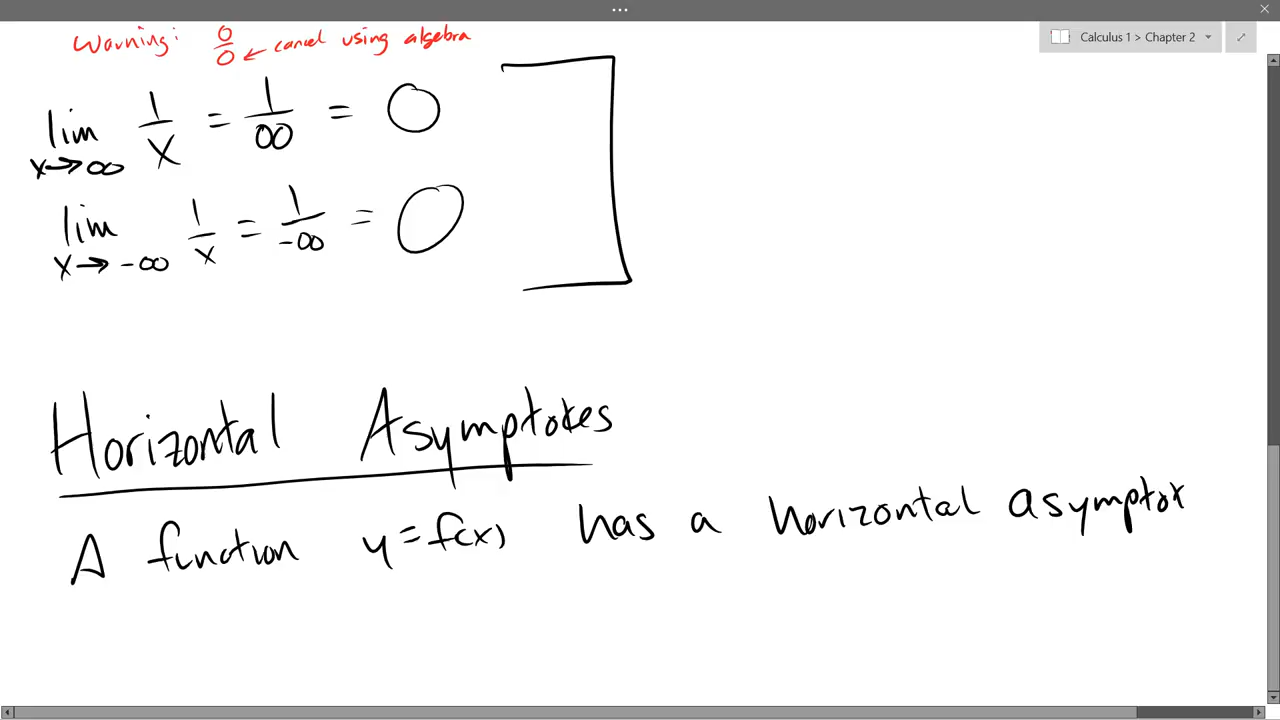 Calculus 1 > Chapter 2
Warning: 0/0 ← cancel using algebra
lim x→∞ 1/x = 1/∞ = 0
lim x→-∞ 1/x = 1/-∞ = 0
Horizontal Asymptotes
A function y=f(x) has a horizontal asymptot